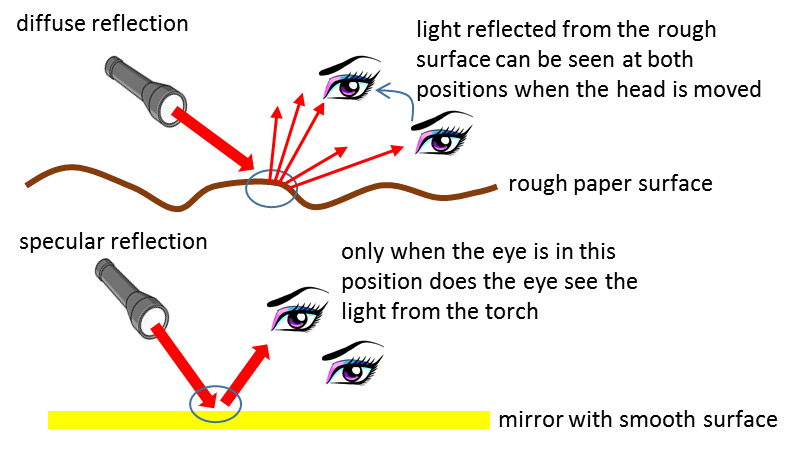 diffuse reflection
light reflected from the rough
surface can be seen at both
positions when the head is moved
rough paper surface
specular reflection
only when the eye is in this
position does the eye see the
light from the torch
mirror with smooth surface